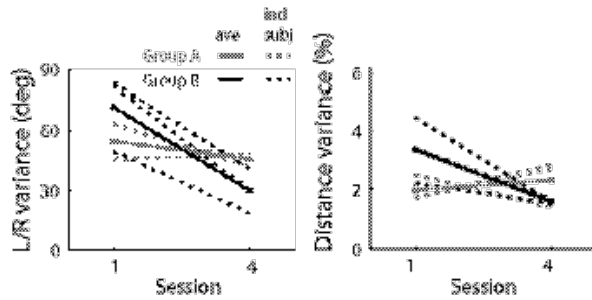 ind
ave subj
Group A
Group B
L/R variance (deg)
90
60
30
0
1 4
Session
Distance variance (%)
6
4
2
0
1 4
Session